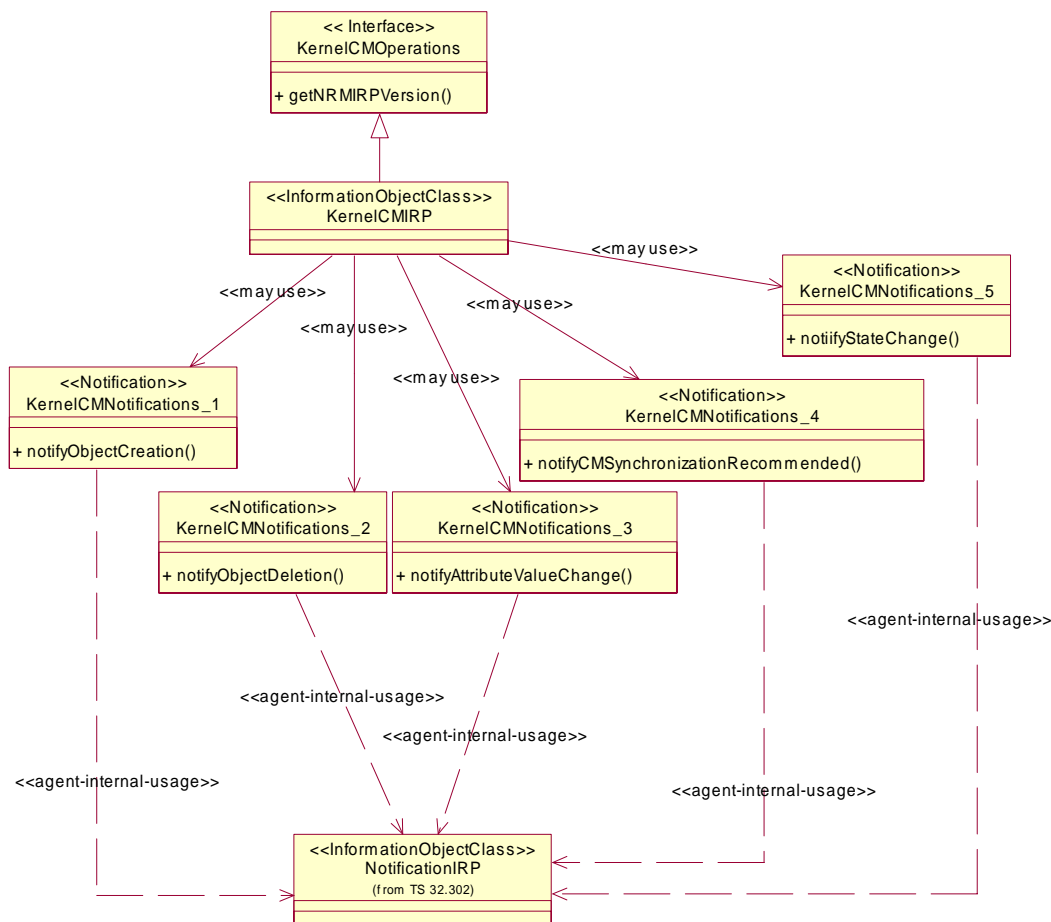 << Interface>>
KernelCMOperations
+ getNRMIRPVersion()
<<InformationObjectClass>>
KernelCMIRP
<<may use>>
<<may use>>
<<may use>>
<<may use>>
<<may use>>
<<Notification>>
KernelCMNotifications_5
+ notiifyStateChange()
<<Notification>>
KernelCMNotifications_1
+ notifyObjectCreation()
<<Notification>>
KernelCMNotifications_4
+ notifyCMSynchronizationRecommended()
<<Notification>>
KernelCMNotifications_2
+ notifyObjectDeletion()
<<Notification>>
KernelCMNotifications_3
+ notifyAttributeValueChange()
<<agent-internal-usage>>
<<agent-internal-usage>>
<<agent-internal-usage>>
<<agent-internal-usage>>
<<agent-internal-usage>>
<<InformationObjectClass>>
NotificationIRP
(from TS 32.302)